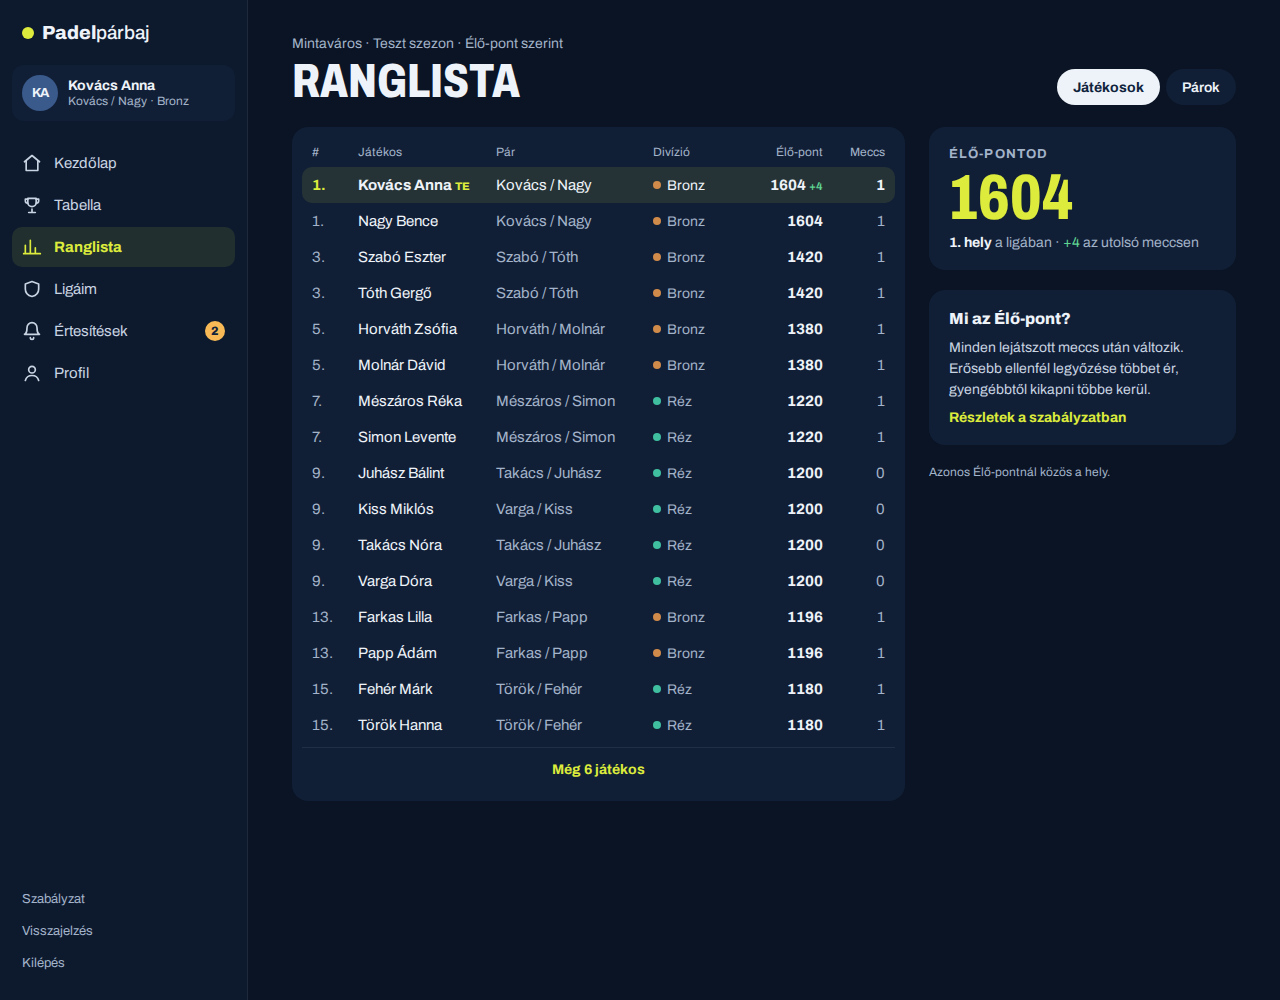 Padelpárbaj
KA
Kovács Anna
Kovács / Nagy · Bronz
Kezdőlap
Tabella
Ranglista
Ligáim
Értesítések 2
Profil
Szabályzat
Visszajelzés
Kilépés
Mintaváros · Teszt szezon · Élő-pont szerint
RANGLISTA
Játékosok Párok
# Játékos Pár Divízió Élő-pont Meccs
1. Kovács Anna TE Kovács / Nagy Bronz 1604 +4 1
1. Nagy Bence Kovács / Nagy Bronz 1604 1
3. Szabó Eszter Szabó / Tóth Bronz 1420 1
3. Tóth Gergő Szabó / Tóth Bronz 1420 1
5. Horváth Zsófia Horváth / Molnár Bronz 1380 1
5. Molnár Dávid Horváth / Molnár Bronz 1380 1
7. Mészáros Réka Mészáros / Simon Réz 1220 1
7. Simon Levente Mészáros / Simon Réz 1220 1
9. Juhász Bálint Takács / Juhász Réz 1200 0
9. Kiss Miklós Varga / Kiss Réz 1200 0
9. Takács Nóra Takács / Juhász Réz 1200 0
9. Varga Dóra Varga / Kiss Réz 1200 0
13. Farkas Lilla Farkas / Papp Bronz 1196 1
13. Papp Ádám Farkas / Papp Bronz 1196 1
15. Fehér Márk Török / Fehér Réz 1180 1
15. Török Hanna Török / Fehér Réz 1180 1
Még 6 játékos
ÉLŐ-PONTOD
1604
1. hely a ligában · +4 az utolsó meccsen
Mi az Élő-pont?
Minden lejátszott meccs után változik.
Erősebb ellenfél legyőzése többet ér,
gyengébbtől kikapni többe kerül.
Részletek a szabályzatban
Azonos Élő-pontnál közös a hely.